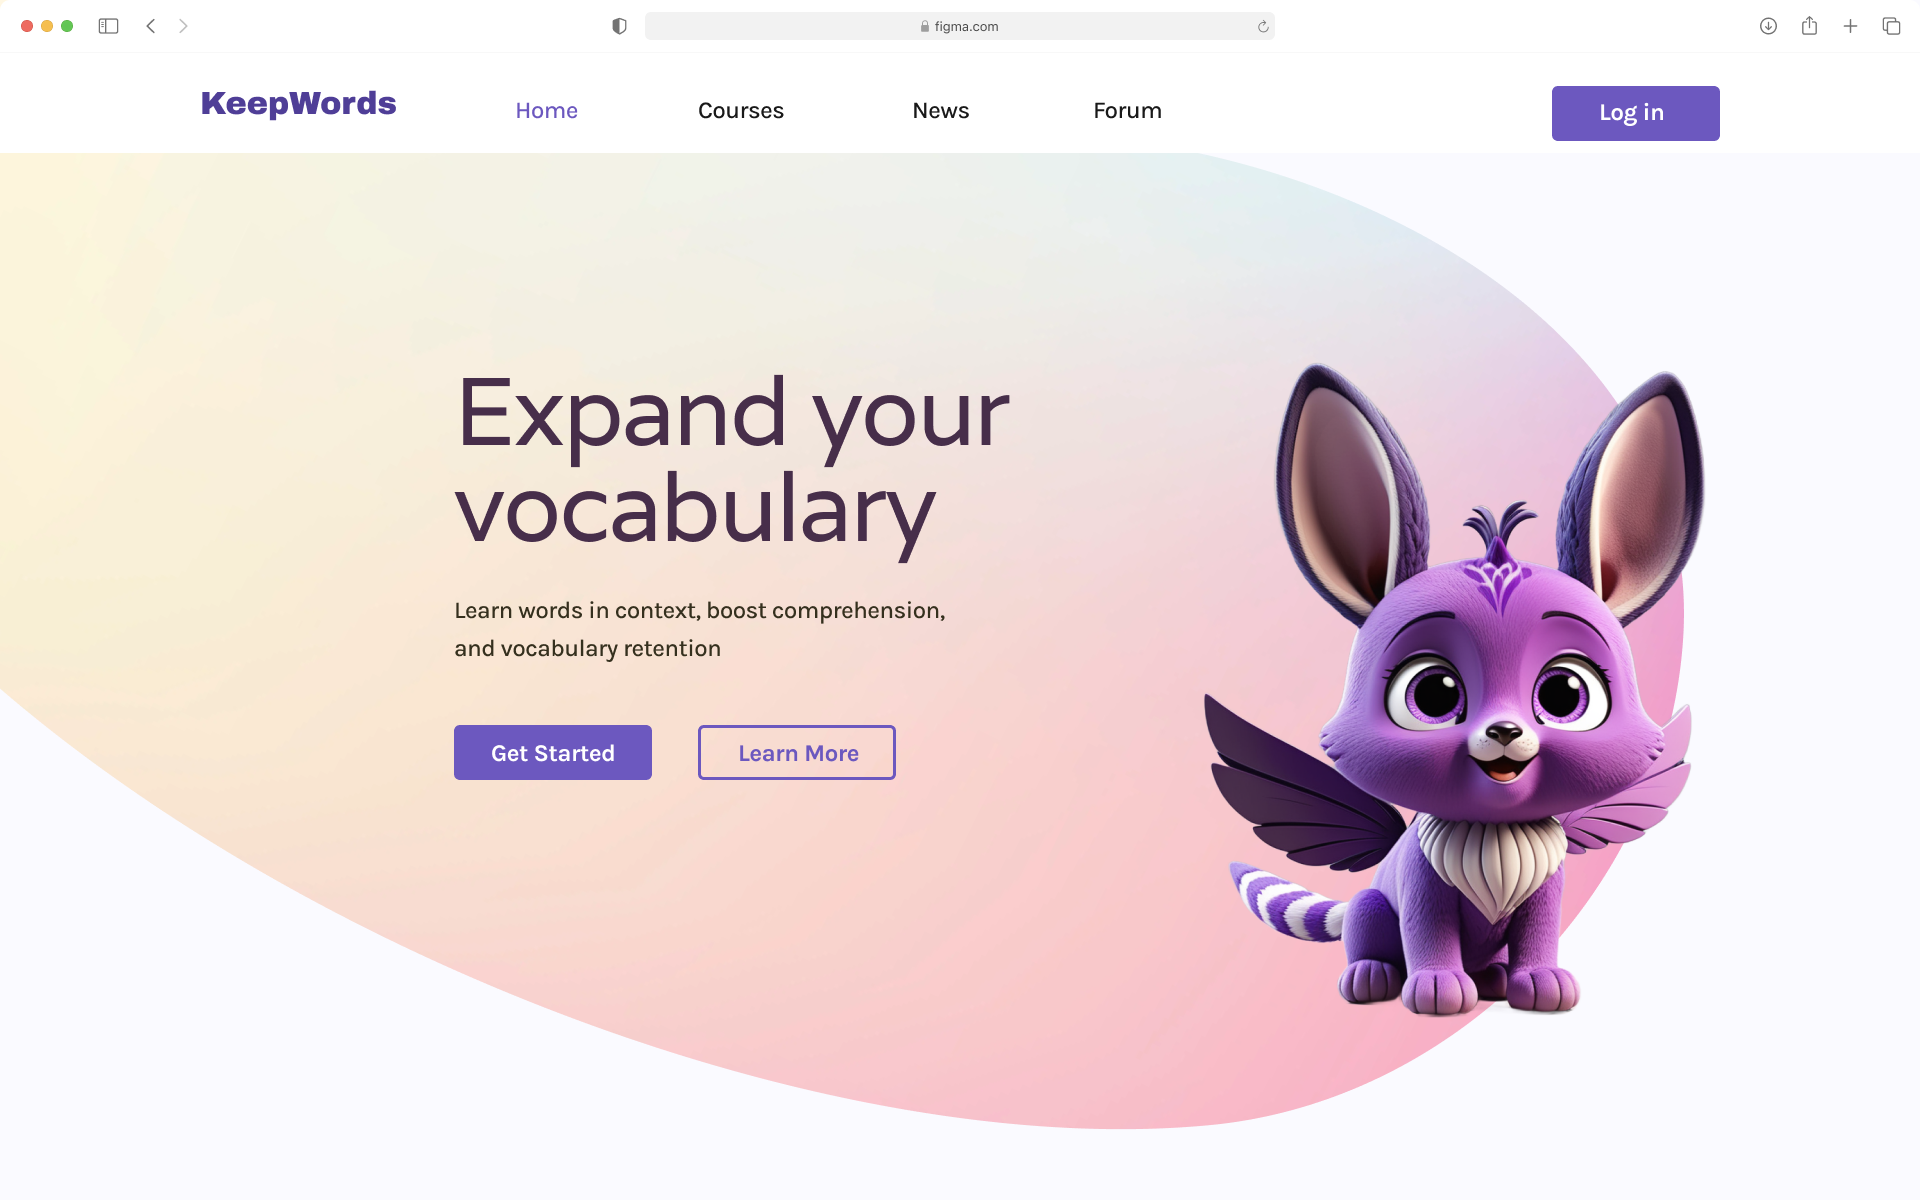 figma.com
KeepWords
Home
Courses
News
Forum
Log in
Expand your
vocabulary
Learn words in context, boost comprehension,
and vocabulary retention
Get Started
Learn More